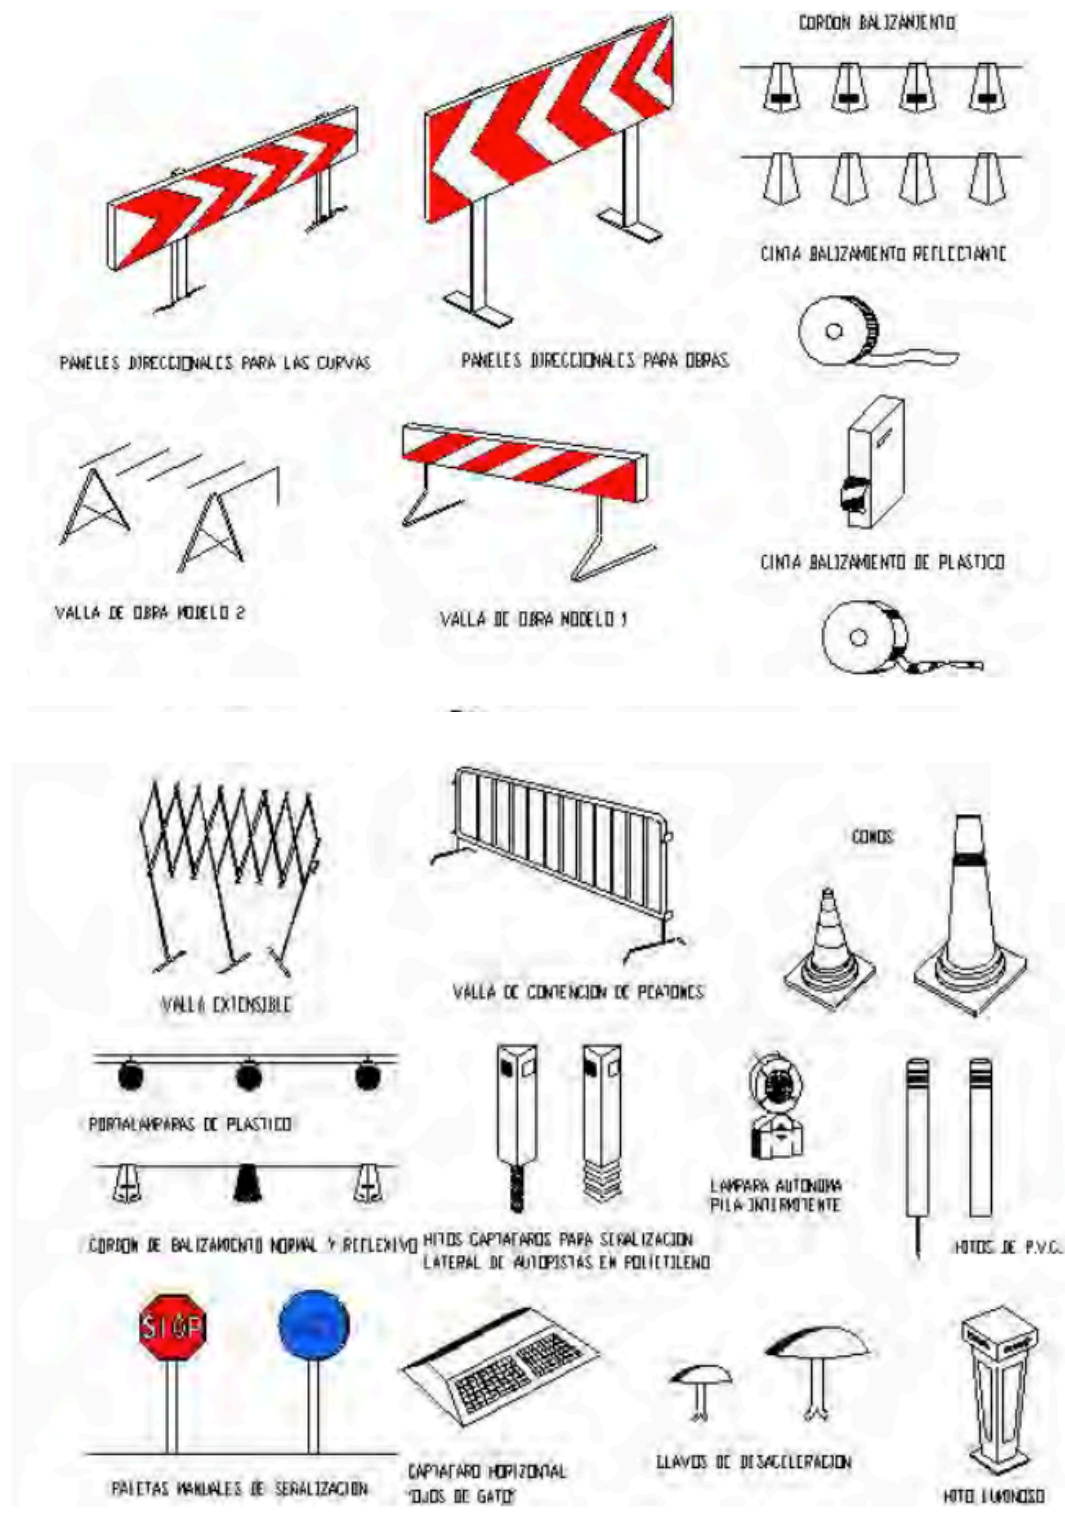 CORDON BALIZAMIENTO
CINTA BALIZAMIENTO REFLECTANTE
PANELES DIRECCIONALES PARA LAS CURVAS
PANELES DIRECCIONALES PARA OBRAS
CINTA BALIZAMIENTO DE PLASTICO
VALLA DE OBRA MODELO 2
VALLA DE OBRA MODELO 1
CONOS
VALLA EXTENSIBLE
VALLA DE CONTENCION DE PEATONES
PORTALAMPARAS DE PLASTICO
LAMPARA AUTONOMA
PILA INTERMITENTE
CORDON DE BALIZAMIENTO NORMAL Y REFLEXIVO
HITOS CAPTAFAROS PARA SEÑALIZACION
LATERAL DE AUTOPISTAS EN POLIETILENO
HITOS DE P.V.C.
STOP
PALETAS MANUALES DE SEÑALIZACION
CAPTAFARO HORIZONTAL
"OJOS DE GATO"
CLAVOS DE DESACELERACION
HITO LUMINOSO